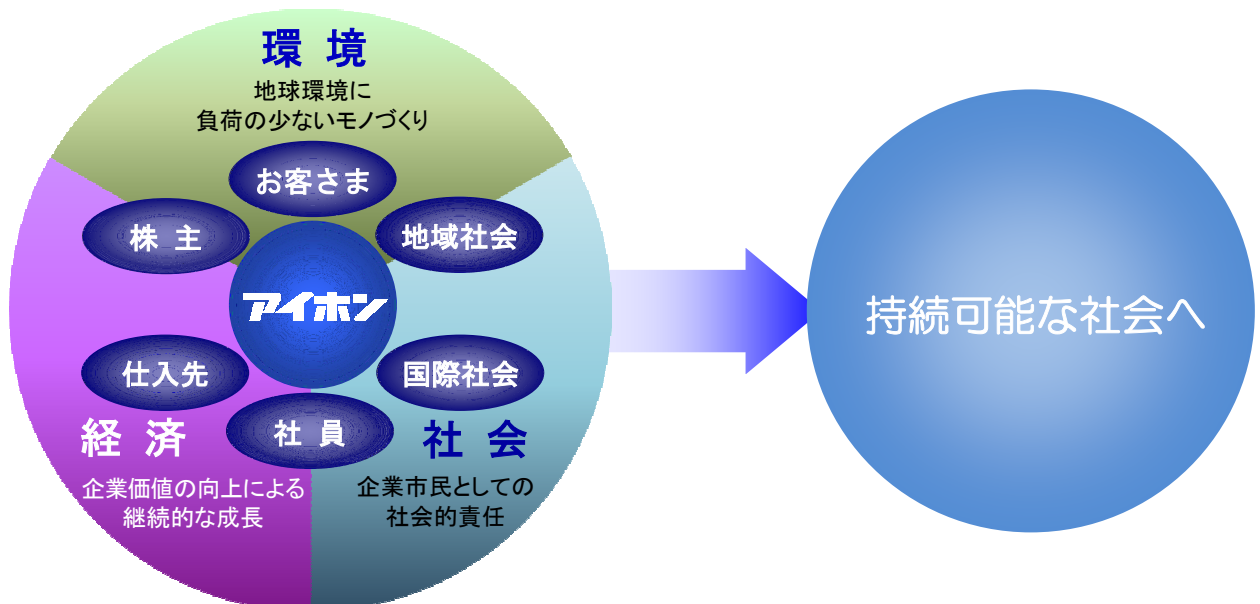 環 境
地球環境に
負荷の少ないモノづくり
お客さま
株 主
地域社会
アイホン
仕入先
国際社会
社 員
経 済
企業価値の向上による
継続的な成長
社 会
企業市民としての
社会的責任
持続可能な社会へ